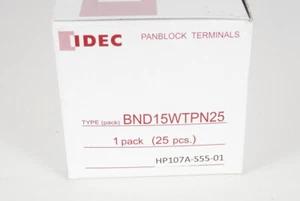 IDEC PANBLOCK TERMINALS
TYPE (pack) BND15WTPN25
1 pack (25 pcs.)
HP107A-555-01